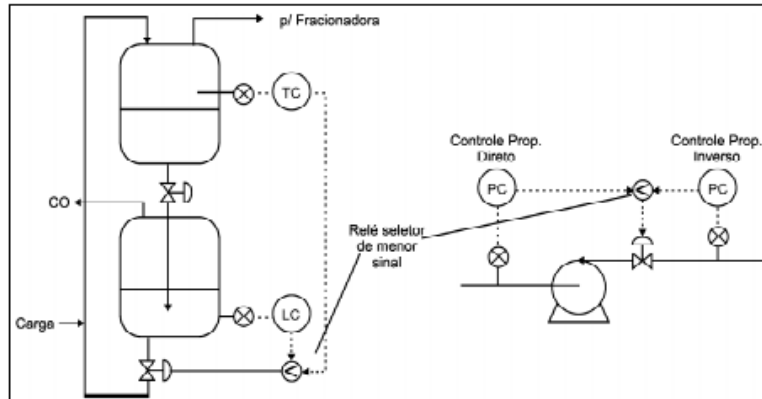 p/ Fracionadora
TC
CO
Carga
LC
Relé seletor
de menor
sinal
Controle Prop.
Direto
PC
Controle Prop.
Inverso
PC
<
<